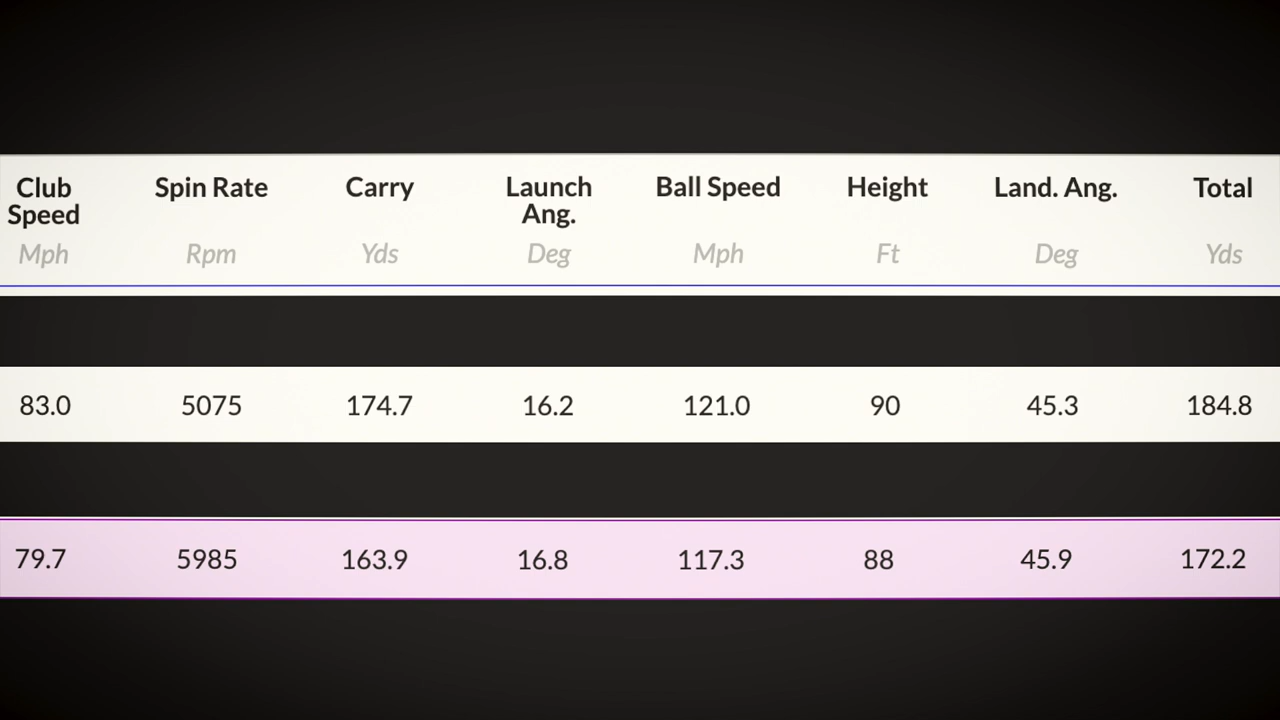 Club Speed Spin Rate Carry Launch Ang. Ball Speed Height Land. Ang. Total
Mph Rpm Yds Deg Mph Ft Deg Yds
83.0 5075 174.7 16.2 121.0 90 45.3 184.8
79.7 5985 163.9 16.8 117.3 88 45.9 172.2